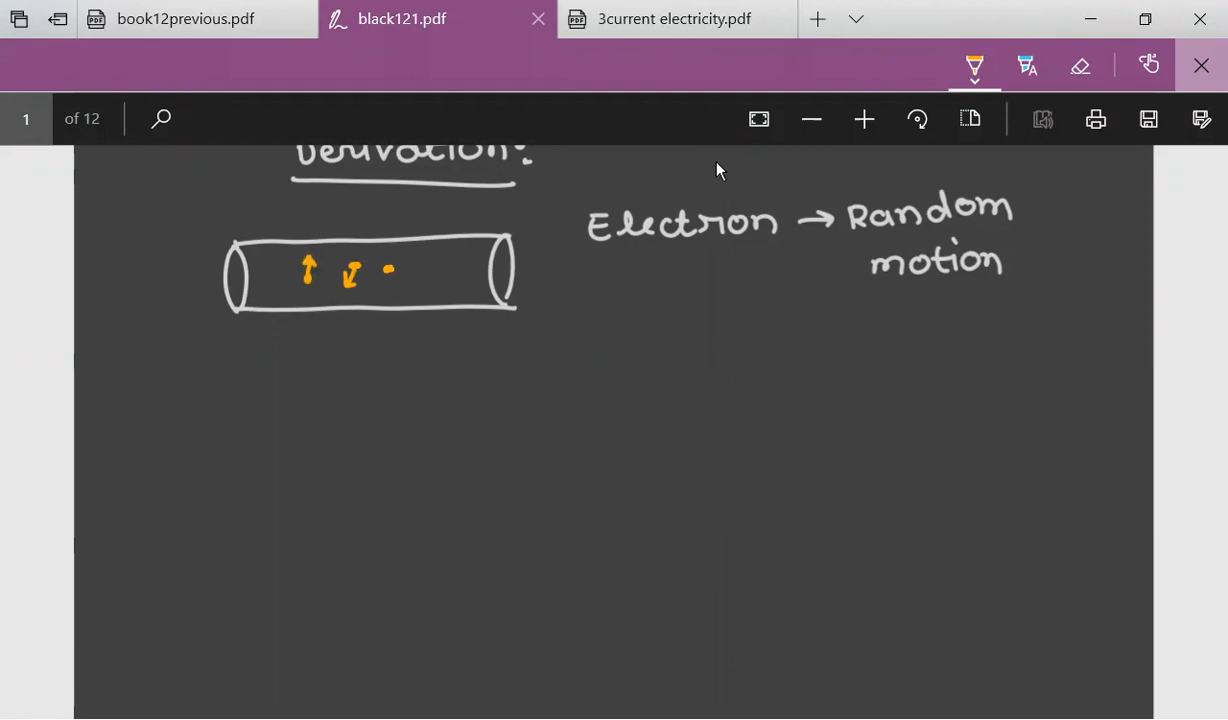 book12previous.pdf
black121.pdf
3current electricity.pdf
1 of 12
Derivation:
Electron → Random
motion